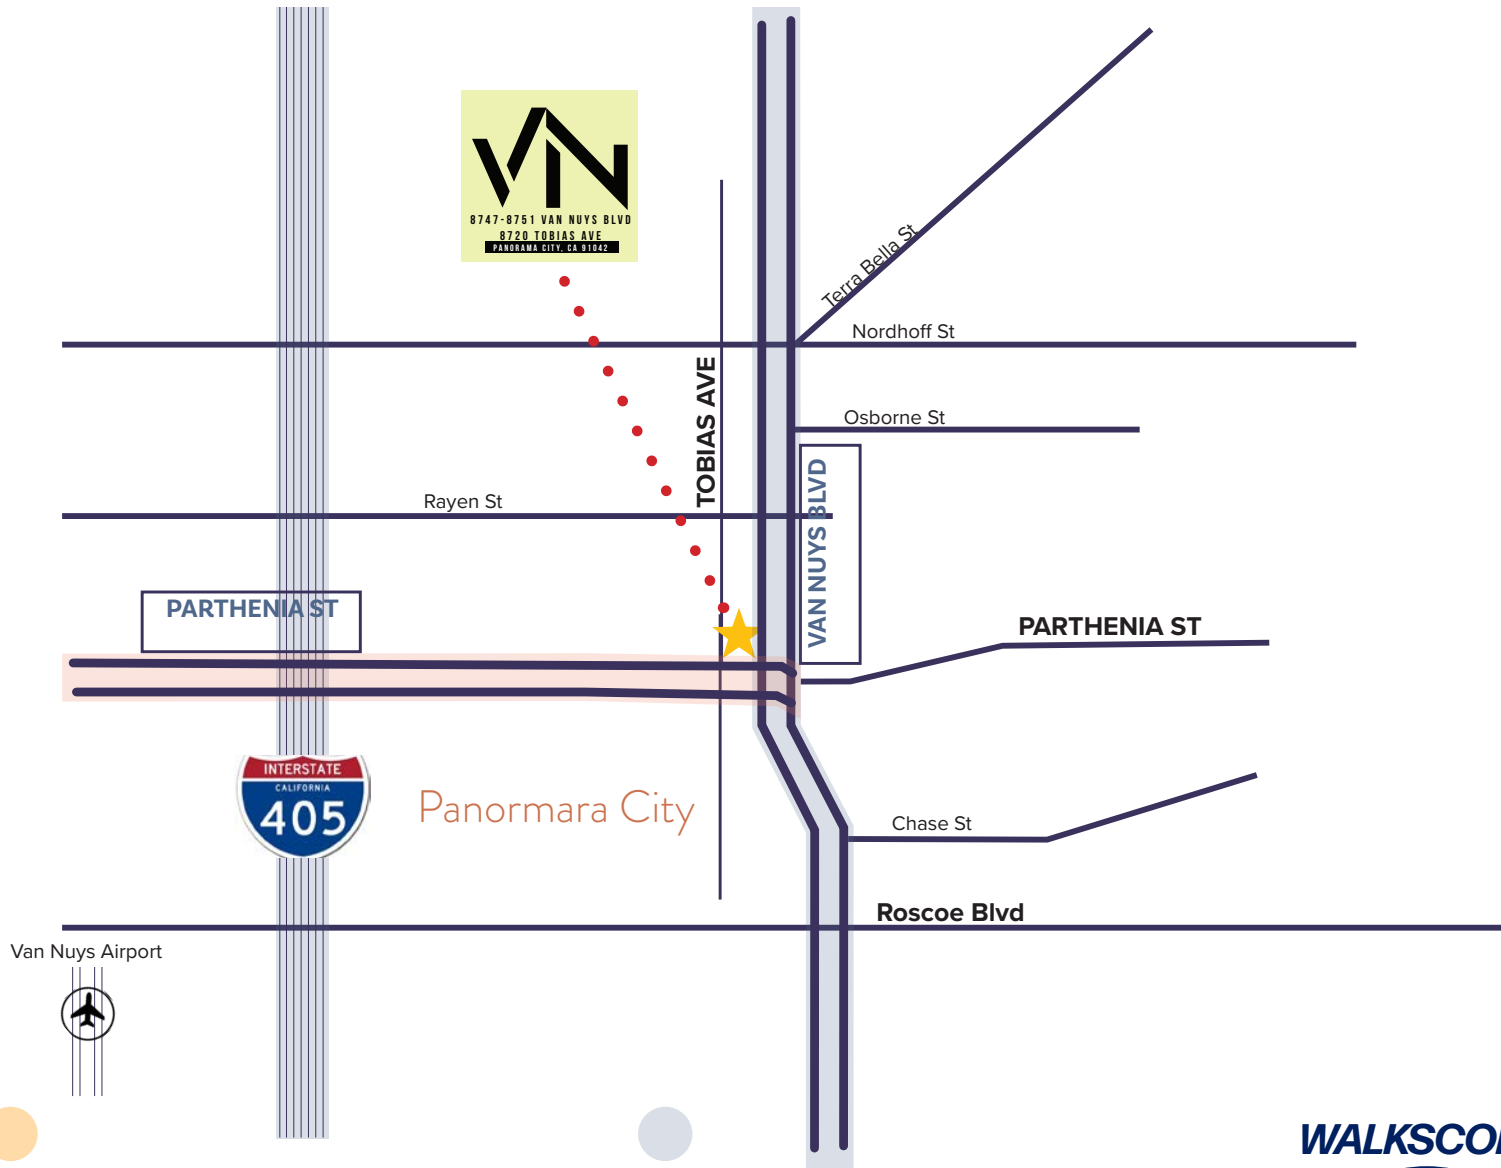 VN
8747-8751 VAN NUYS BLVD
8720 TOBIAS AVE
PANORAMA CITY, CA 91042
Terra Bella St
Nordhoff St
TOBIAS AVE
Osborne St
VAN NUYS BLVD
Rayen St
PARTHENIA ST
PARTHENIA ST
INTERSTATE
CALIFORNIA
405
Panormara City
Chase St
Roscoe Blvd
Van Nuys Airport